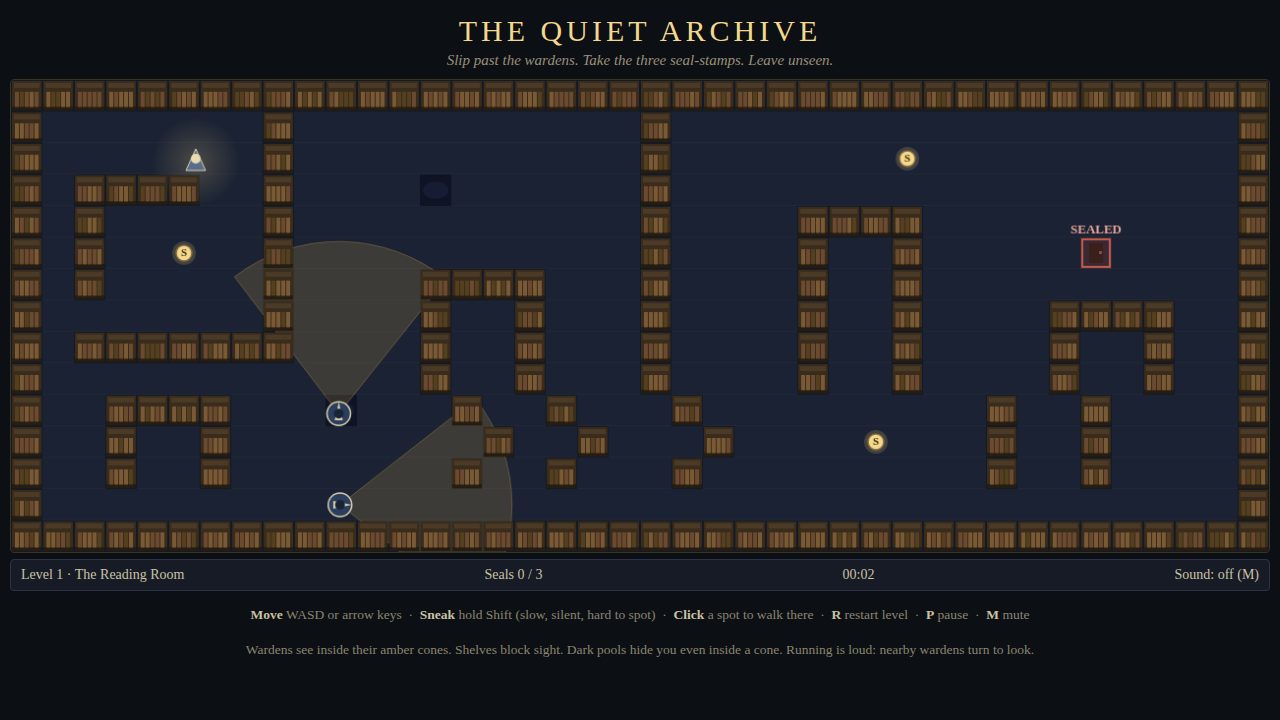 THE QUIET ARCHIVE
Slip past the wardens. Take the three seal-stamps. Leave unseen.
S
SEALED
S
S
Level 1 · The Reading Room Seals 0 / 3 00:02 Sound: off (M)
Move WASD or arrow keys · Sneak hold Shift (slow, silent, hard to spot) · Click a spot to walk there · R restart level · P pause · M mute
Wardens see inside their amber cones. Shelves block sight. Dark pools hide you even inside a cone. Running is loud: nearby wardens turn to look.